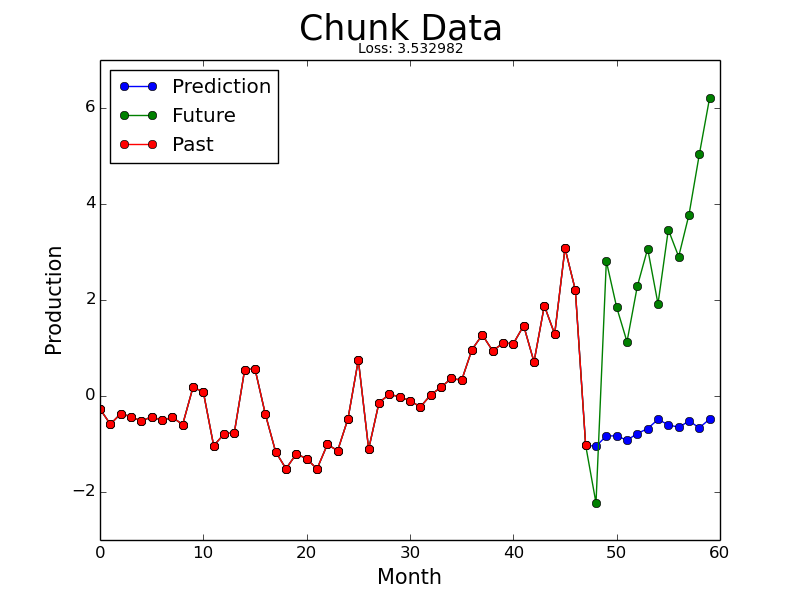 Chunk Data
Loss: 3.532982
Prediction
Future
Past
6
4
2
0
−2
Production
0 10 20 30 40 50 60
Month